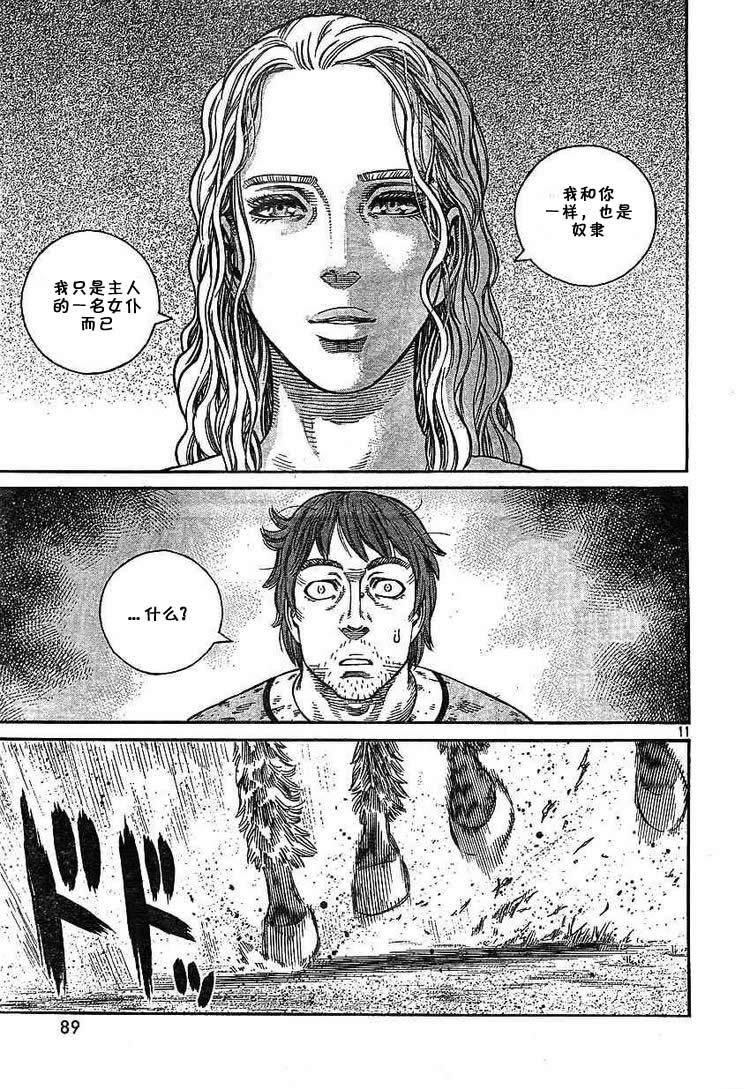 我和你
一样，也是
奴隶
我只是主人
的一名女仆
而已
...什么？
11
ドドッ
89